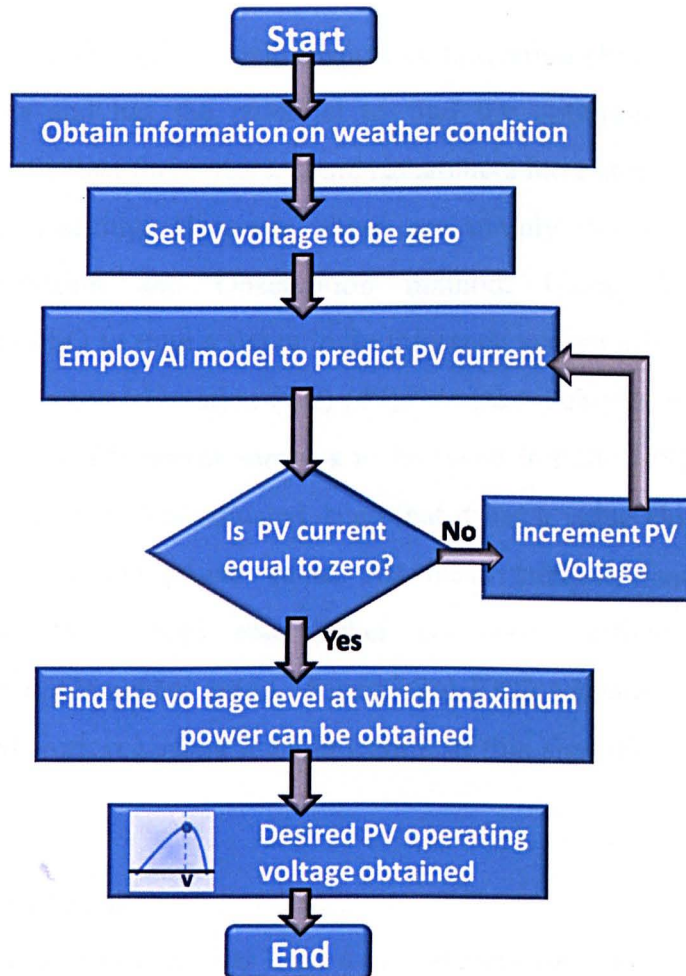 Start
Obtain information on weather condition
Set PV voltage to be zero
Employ AI model to predict PV current
Is PV current
equal to zero?
No
Increment PV
Voltage
Yes
Find the voltage level at which maximum
power can be obtained
V
Desired PV operating
voltage obtained
End